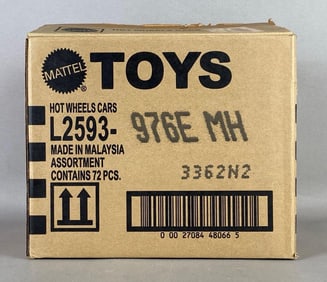 MATTEL
®
TOYS
HOT WHEELS CARS
L2593- 976E MH
MADE IN MALAYSIA
ASSORTMENT
CONTAINS 72 PCS.
3362N2
0 00 27084 48066 5